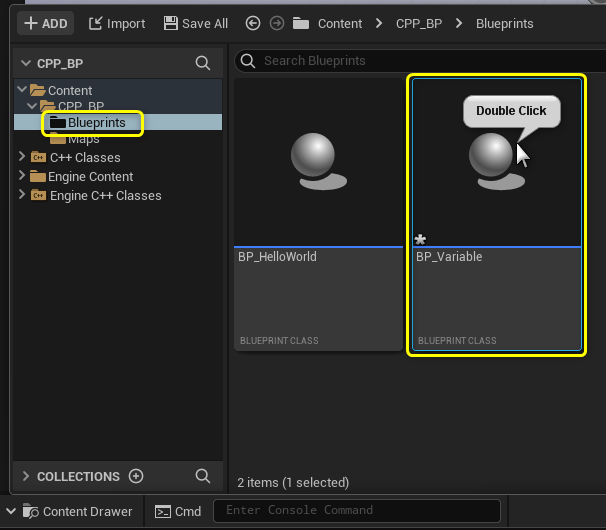 ADD Import Save All Content CPP_BP Blueprints
CPP_BP
Search Blueprints
Content
CPP_BP
Blueprints
Maps
C++ Classes
Engine Content
Engine C++ Classes
Double Click
BP_HelloWorld
BLUEPRINT CLASS
BP_Variable
BLUEPRINT CLASS
COLLECTIONS
2 items (1 selected)
Content Drawer Cmd Enter Console Command